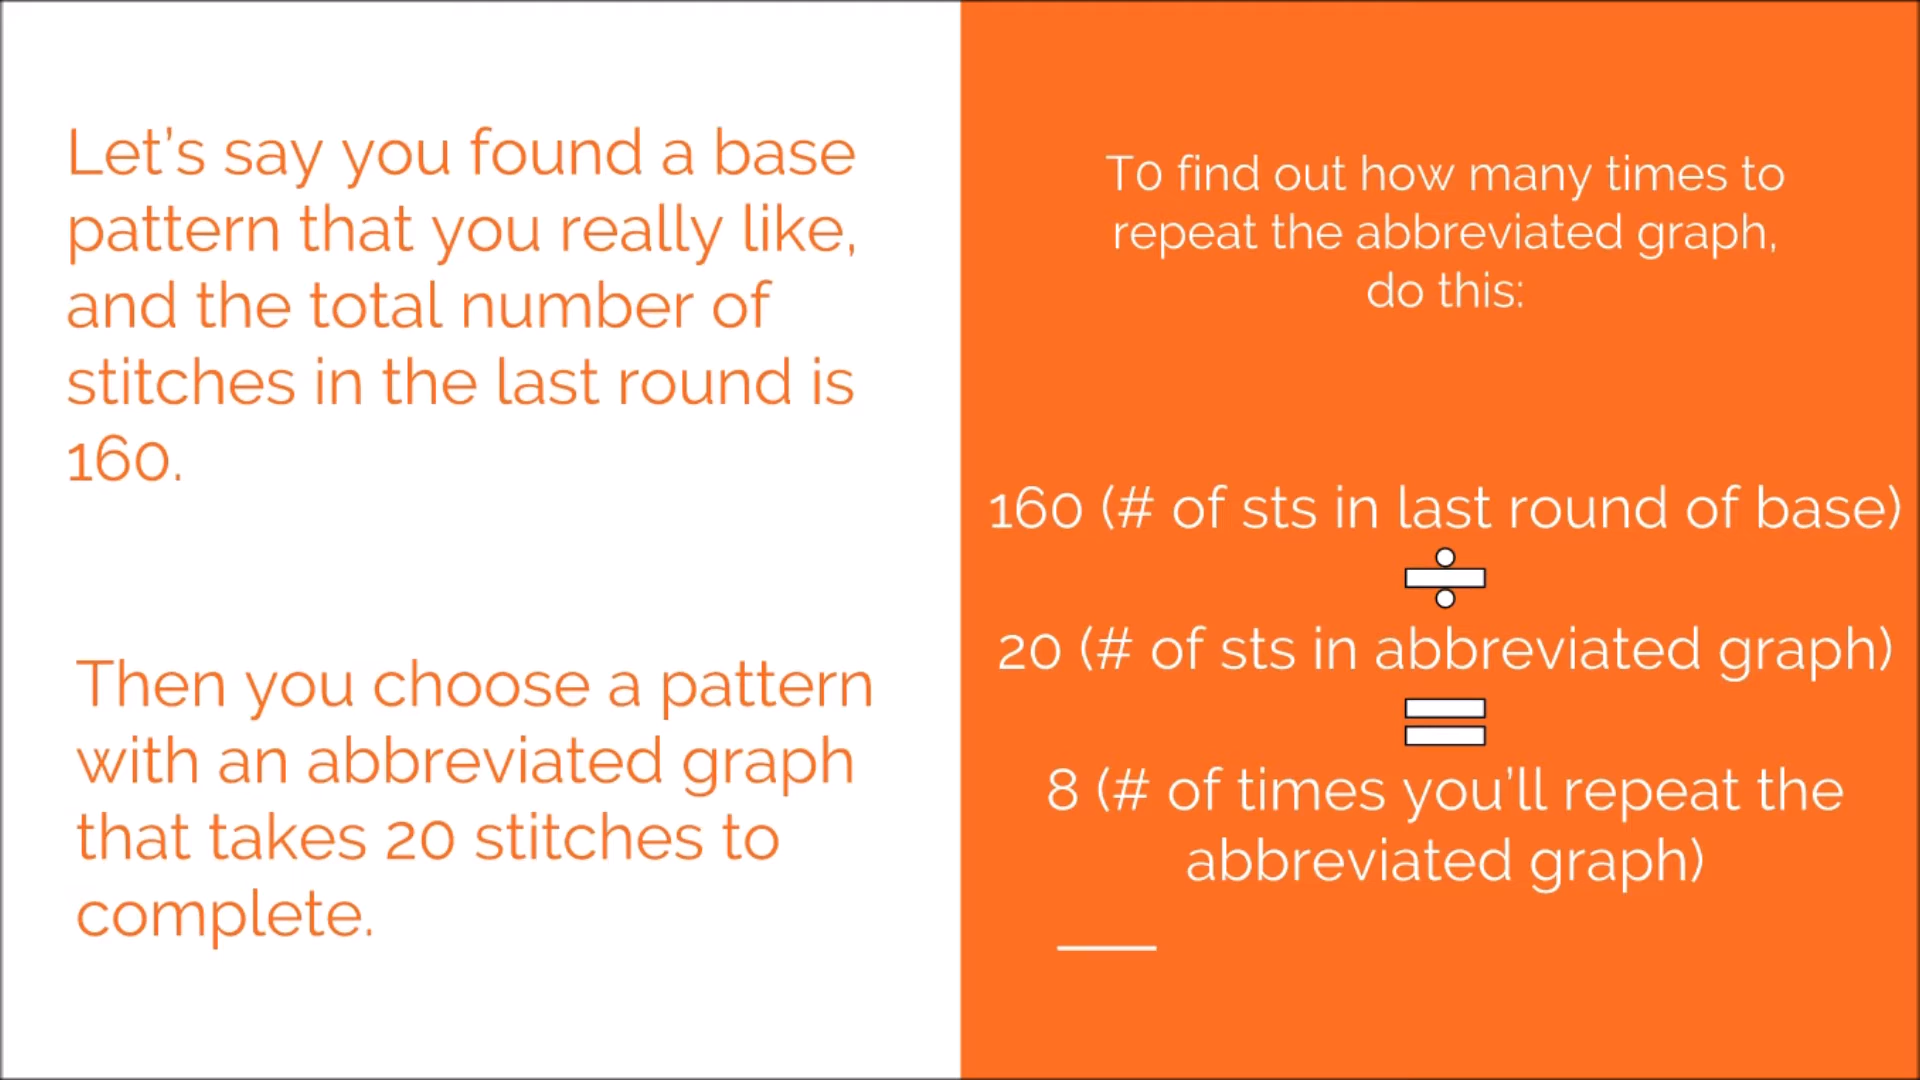 Let's say you found a base
pattern that you really like,
and the total number of
stitches in the last round is
160.
Then you choose a pattern
with an abbreviated graph
that takes 20 stitches to
complete.
T0 find out how many times to
repeat the abbreviated graph,
do this:
160 (# of sts in last round of base)
÷
20 (# of sts in abbreviated graph)
=
8 (# of times you'll repeat the
abbreviated graph)